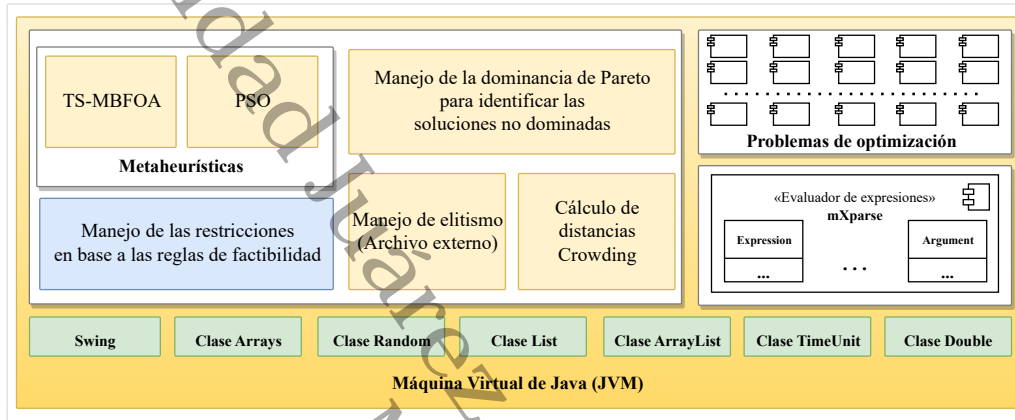 TS-MBFOA
PSO
Metaheurísticas
Manejo de la dominancia de Pareto
para identificar las
soluciones no dominadas
Manejo de las restricciones
en base a las reglas de factibilidad
Manejo de elitismo
(Archivo externo)
Cálculo de
distancias
Crowding
Problemas de optimización
«Evaluador de expresiones»
mXparse
Expression
...
...
Argument
...
Swing
Clase Arrays
Clase Random
Clase List
Clase ArrayList
Clase TimeUnit
Clase Double
Máquina Virtual de Java (JVM)
dad Juárez